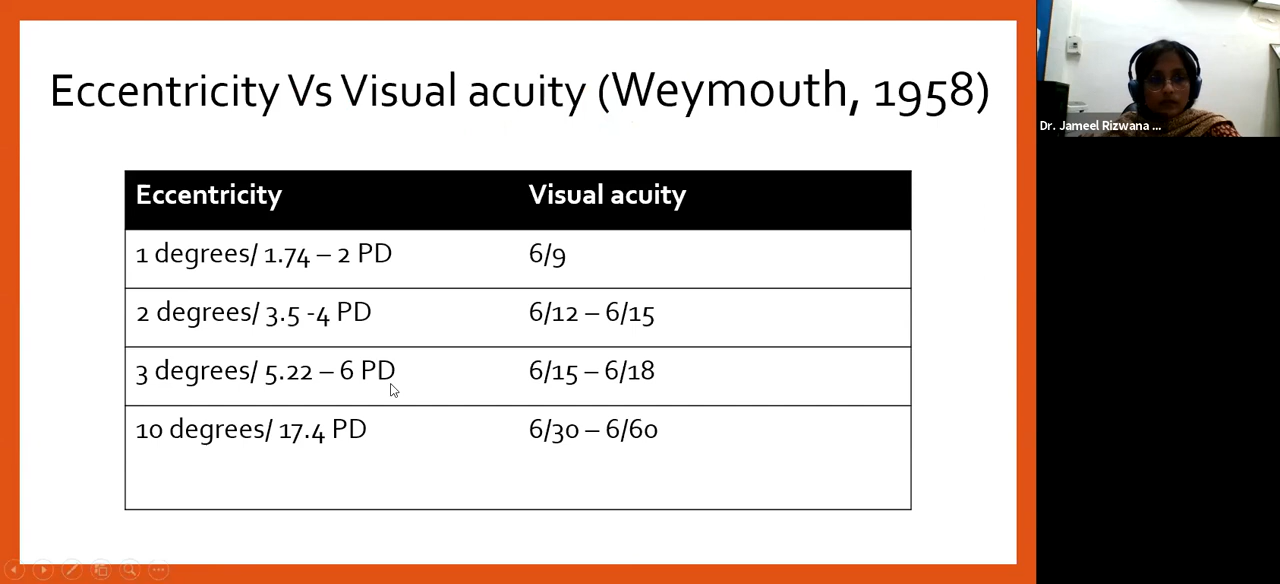 Eccentricity Vs Visual acuity (Weymouth, 1958)
Dr. Jameel Rizwana ...
Eccentricity Visual acuity
1 degrees/ 1.74 – 2 PD 6/9
2 degrees/ 3.5 -4 PD 6/12 – 6/15
3 degrees/ 5.22 – 6 PD 6/15 – 6/18
10 degrees/ 17.4 PD 6/30 – 6/60